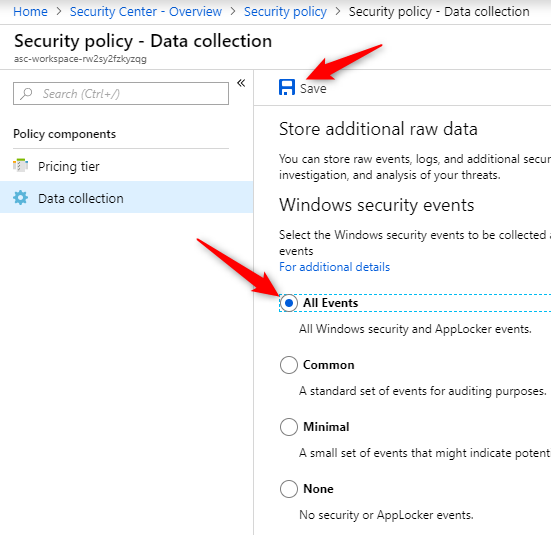 Home > Security Center - Overview > Security policy > Security policy - Data collection
Security policy - Data collection
asc-workspace-rw2sy2fzkyzqg
Search (Ctrl+/)
«
Policy components
Pricing tier
Data collection
Save
Store additional raw data
You can store raw events, logs, and additional secur
investigation, and analysis of your threats.
Windows security events
Select the Windows security events to be collected a
events
For additional details
All Events
All Windows security and AppLocker events.
Common
A standard set of events for auditing purposes.
Minimal
A small set of events that might indicate potent
None
No security or AppLocker events.